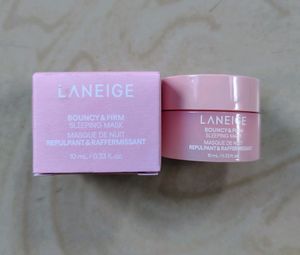 LANEIGE
BOUNCY & FIRM
SLEEPING MASK
MASQUE DE NUIT
REPULPANT & RAFFERMISSANT
10 mL / 0.33 fl.oz.
LANEIGE
BOUNCY & FIRM
SLEEPING MASK
MASQUE DE NUIT
REPULPANT & RAFFERMISSANT
10 mL / 0.33 fl.oz.